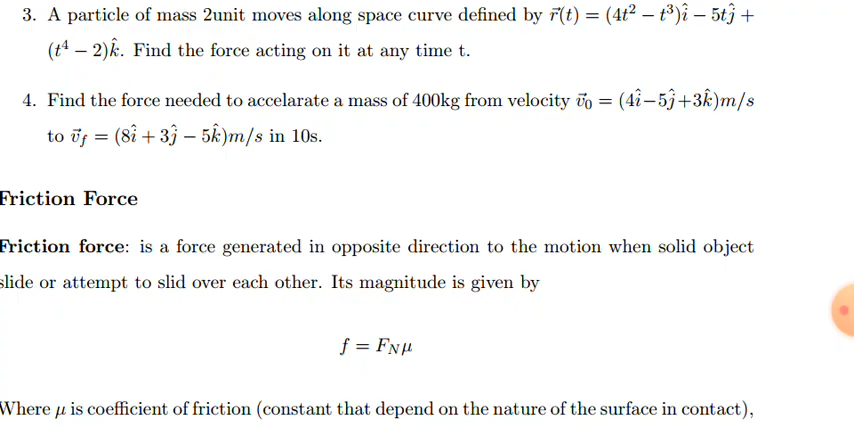 3. A particle of mass 2unit moves along space curve defined by r⃗(t) = (4t² − t³)î − 5tĵ +
(t⁴ − 2)k̂. Find the force acting on it at any time t.
4. Find the force needed to accelarate a mass of 400kg from velocity v⃗₀ = (4î−5ĵ+3k̂)m/s
to v⃗f = (8î + 3ĵ − 5k̂)m/s in 10s.
Friction Force
Friction force: is a force generated in opposite direction to the motion when solid object
slide or attempt to slid over each other. Its magnitude is given by
f = F_Nμ
Where μ is coefficient of friction (constant that depend on the nature of the surface in contact),